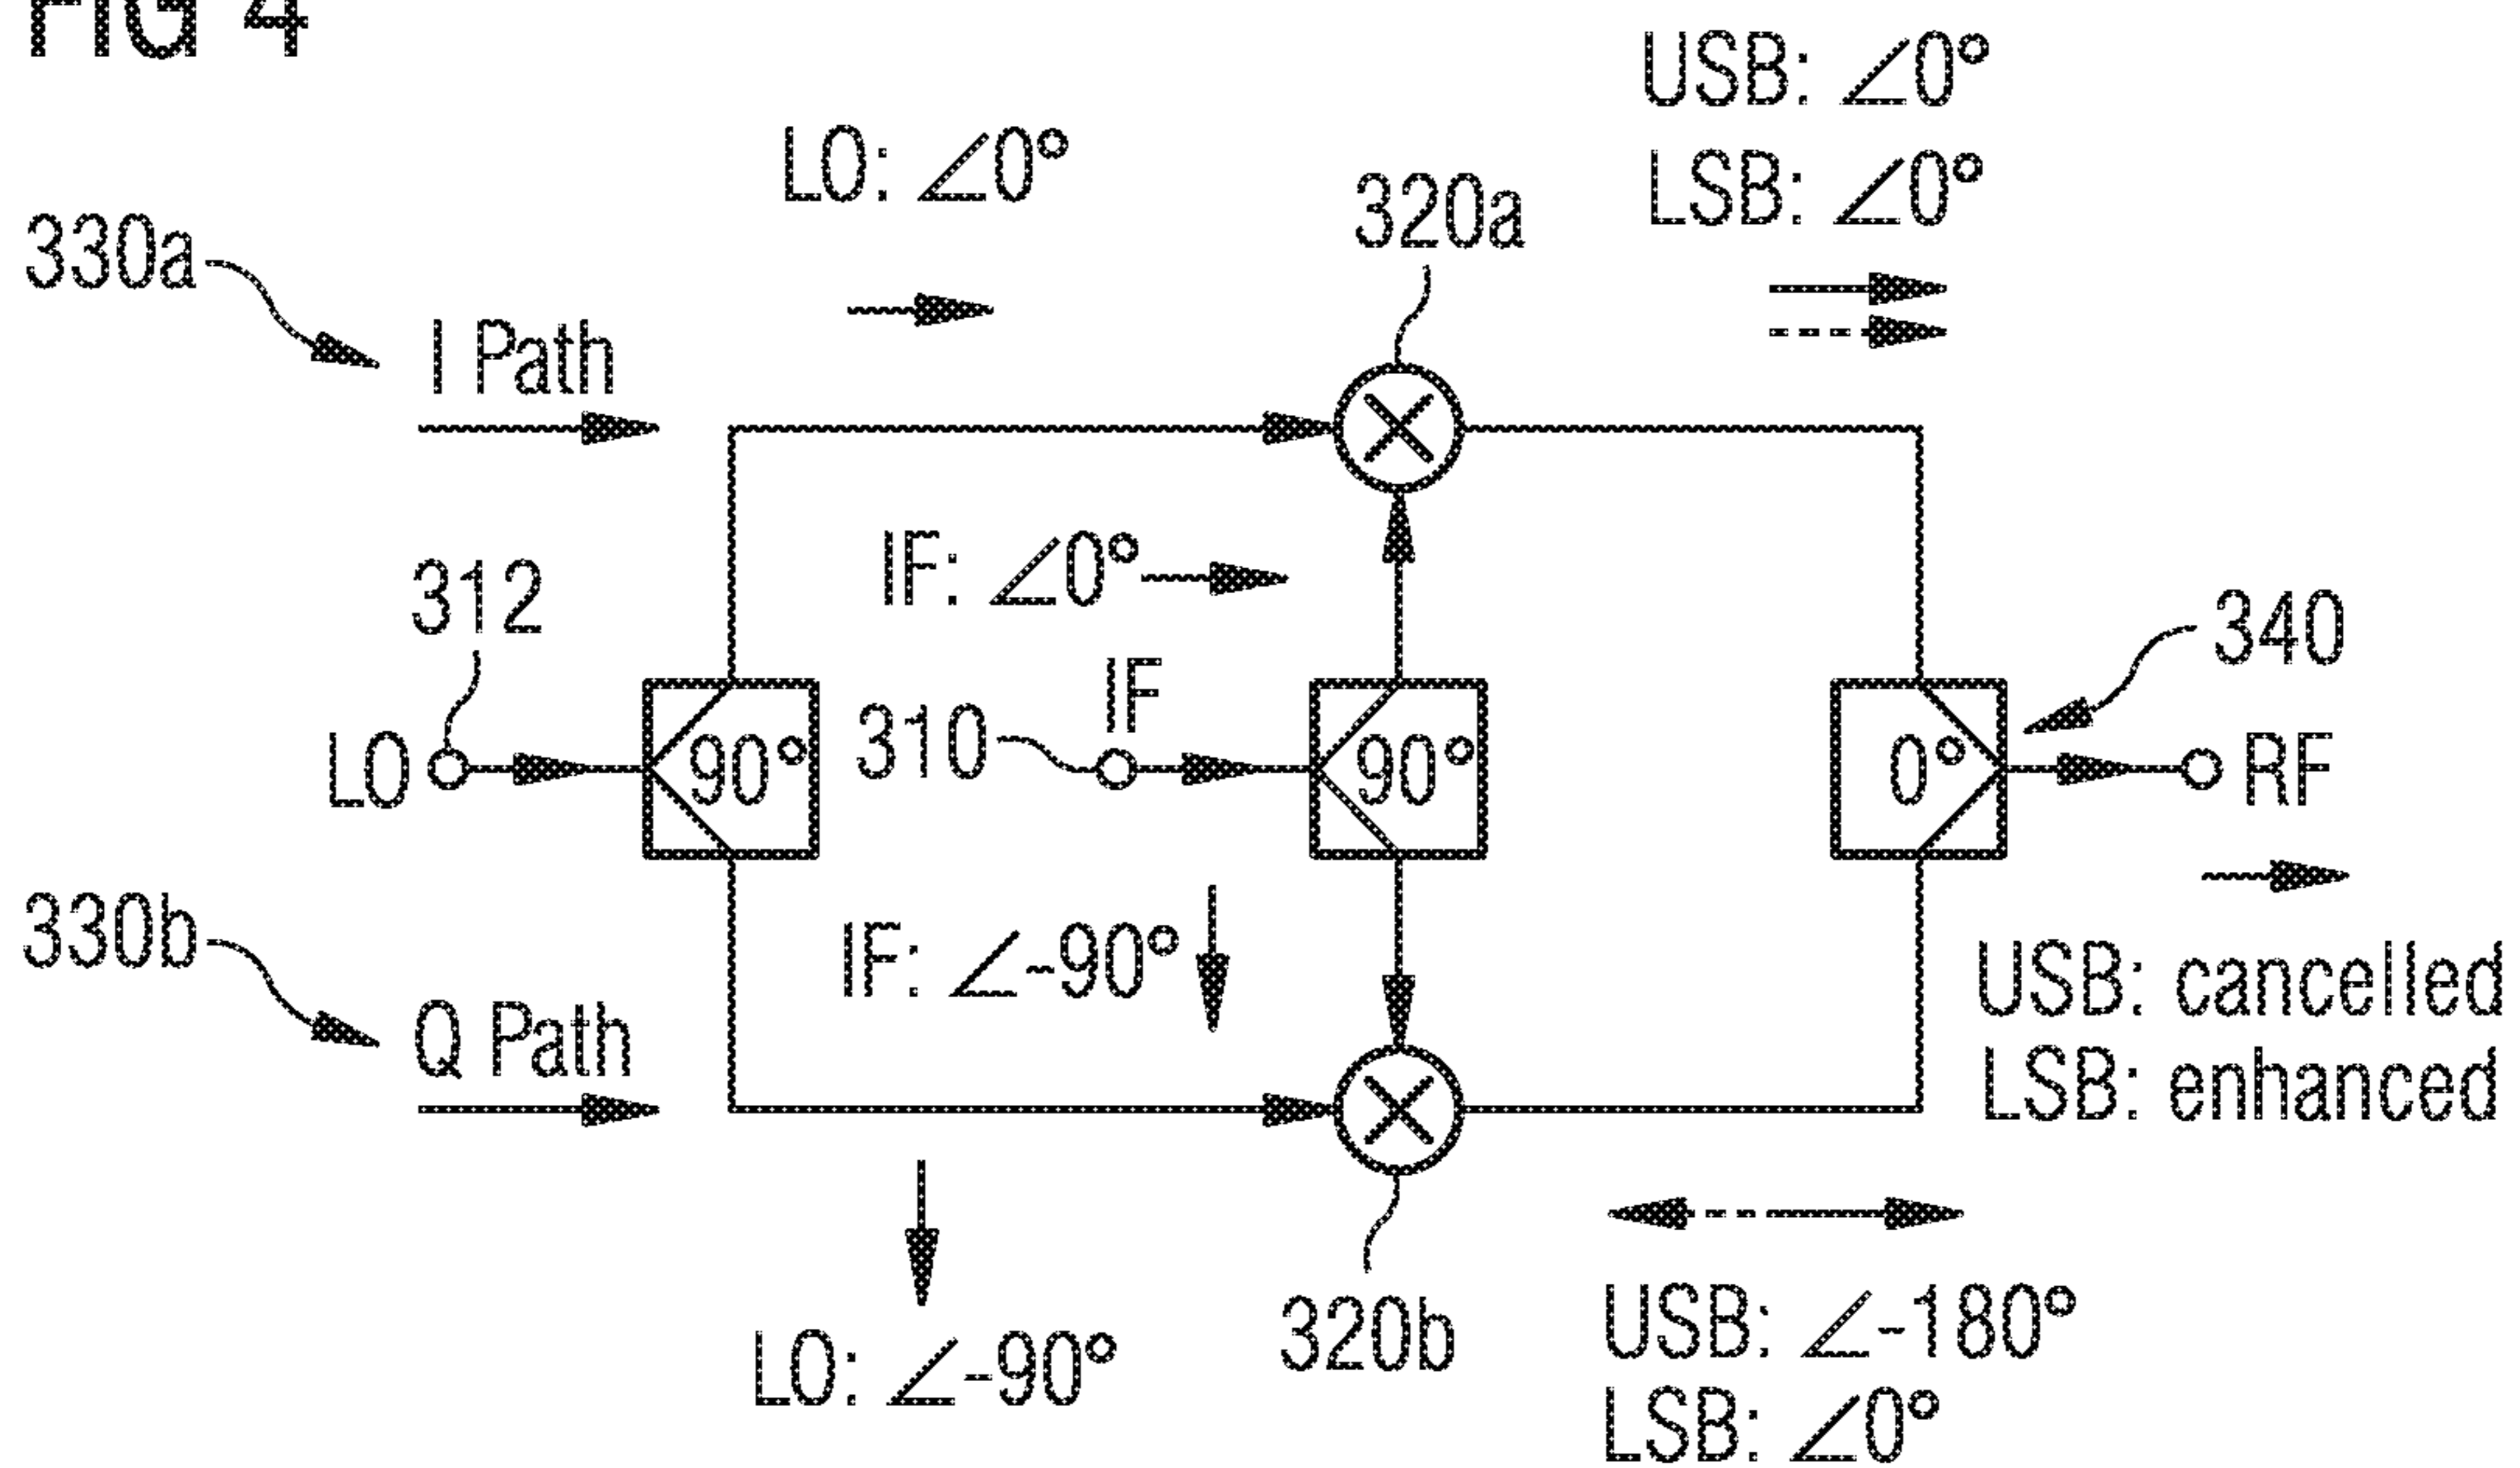 FIG 4
USB: ∠0°
LO: ∠0°
LSB: ∠0°
320a
330a
I Path
IF: ∠0°
312
340
IF
310
LO
90°
90°
0°
RF
330b
IF: ∠-90°
USB: cancelled
Q Path
LSB: enhanced
320b
USB: ∠-180°
LO: ∠-90°
LSB: ∠0°